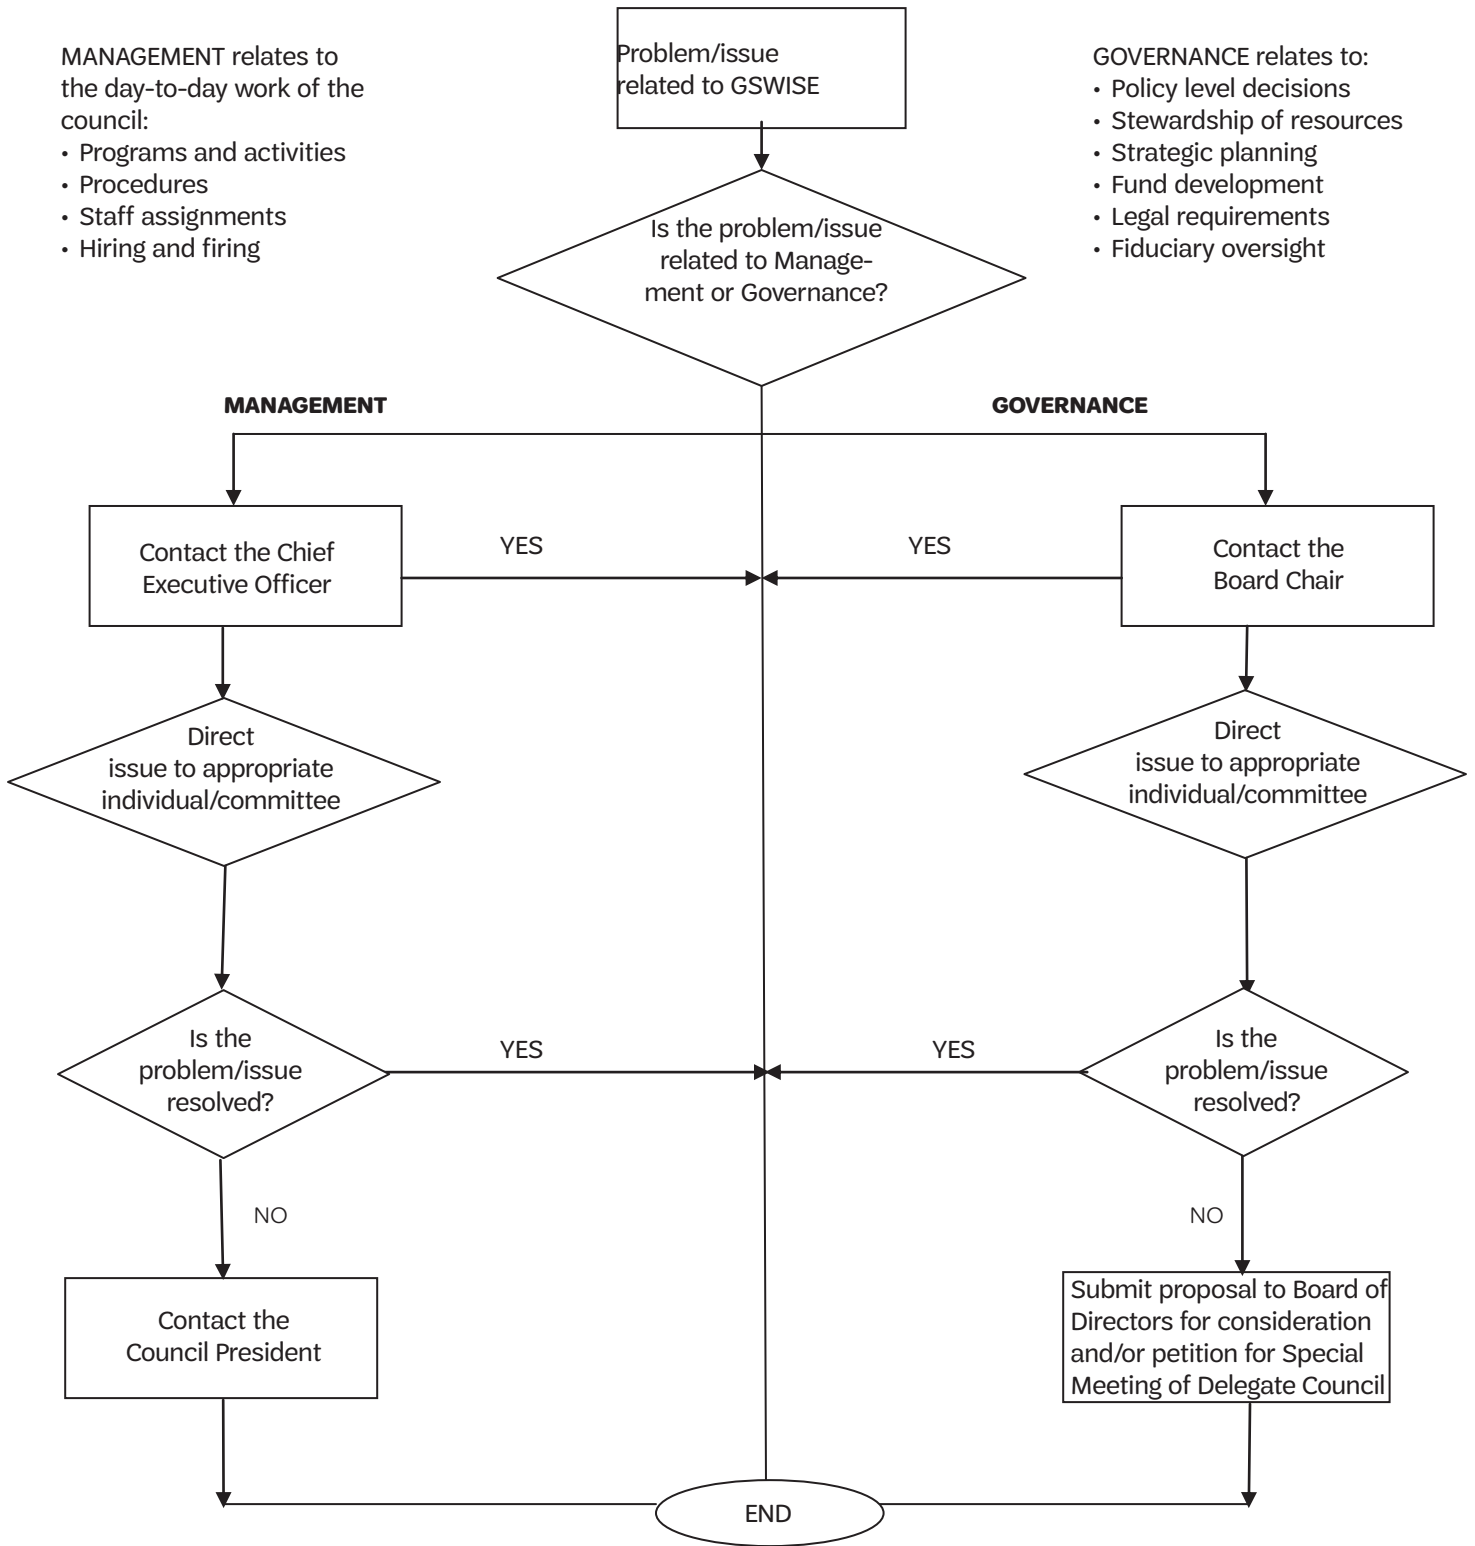 MANAGEMENT relates to
the day-to-day work of the
council:
• Programs and activities
• Procedures
• Staff assignments
• Hiring and firing
Problem/issue
related to GSWISE
GOVERNANCE relates to:
• Policy level decisions
• Stewardship of resources
• Strategic planning
• Fund development
• Legal requirements
• Fiduciary oversight
Is the problem/issue
related to Manage-
ment or Governance?
MANAGEMENT
GOVERNANCE
Contact the Chief
Executive Officer
YES
YES
Contact the
Board Chair
Direct
issue to appropriate
individual/committee
Direct
issue to appropriate
individual/committee
Is the
problem/issue
resolved?
YES
YES
Is the
problem/issue
resolved?
NO
NO
Contact the
Council President
Submit proposal to Board of
Directors for consideration
and/or petition for Special
Meeting of Delegate Council
END